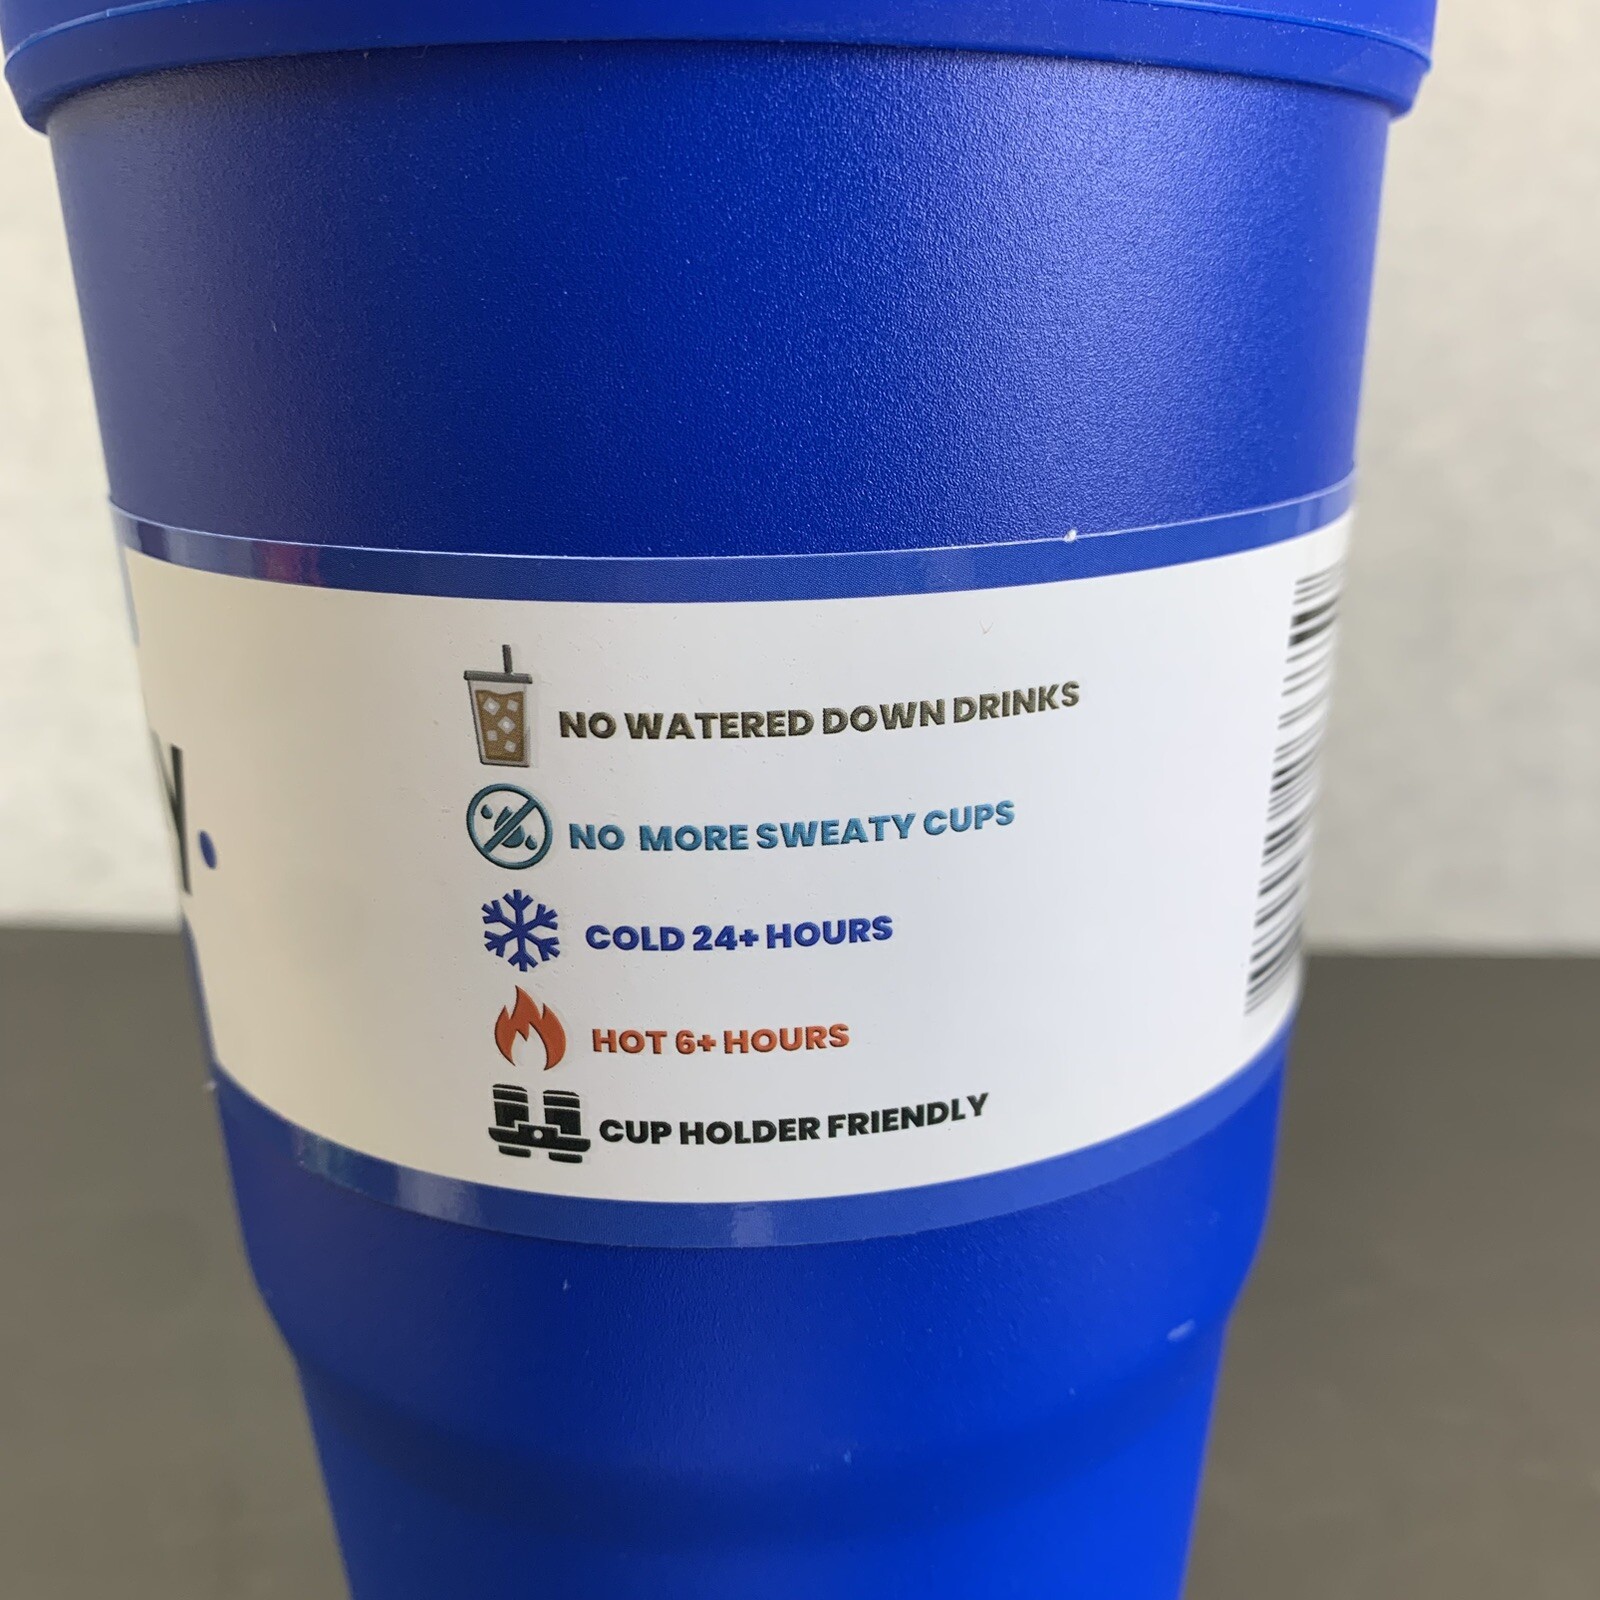 NO WATERED DOWN DRINKS
NO MORE SWEATY CUPS
COLD 24+ HOURS
HOT 6+ HOURS
CUP HOLDER FRIENDLY